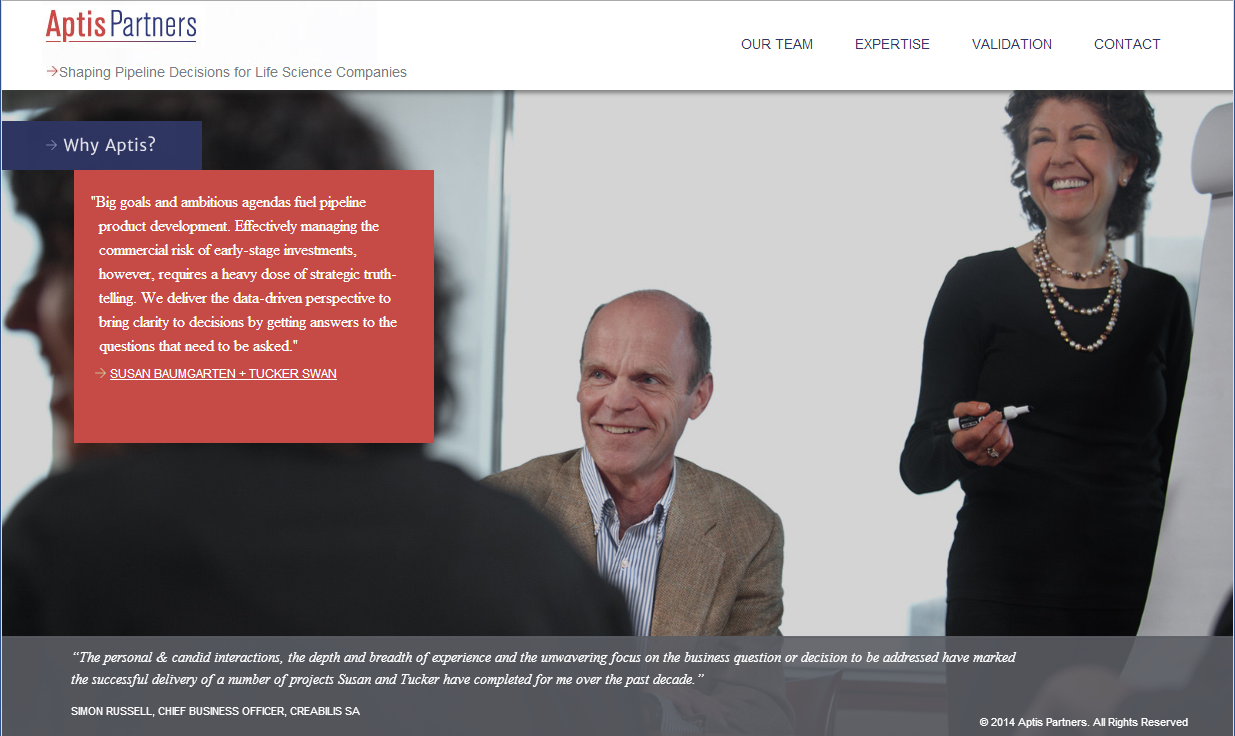 Aptis Partners
OUR TEAM
EXPERTISE
VALIDATION
CONTACT
→Shaping Pipeline Decisions for Life Science Companies
→ Why Aptis?
"Big goals and ambitious agendas fuel pipeline
product development. Effectively managing the
commercial risk of early-stage investments,
however, requires a heavy dose of strategic truth-
telling. We deliver the data-driven perspective to
bring clarity to decisions by getting answers to the
questions that need to be asked."
→ SUSAN BAUMGARTEN + TUCKER SWAN
“The personal & candid interactions, the depth and breadth of experience and the unwavering focus on the business question or decision to be addressed have marked
the successful delivery of a number of projects Susan and Tucker have completed for me over the past decade.”
SIMON RUSSELL, CHIEF BUSINESS OFFICER, CREABILIS SA
© 2014 Aptis Partners. All Rights Reserved